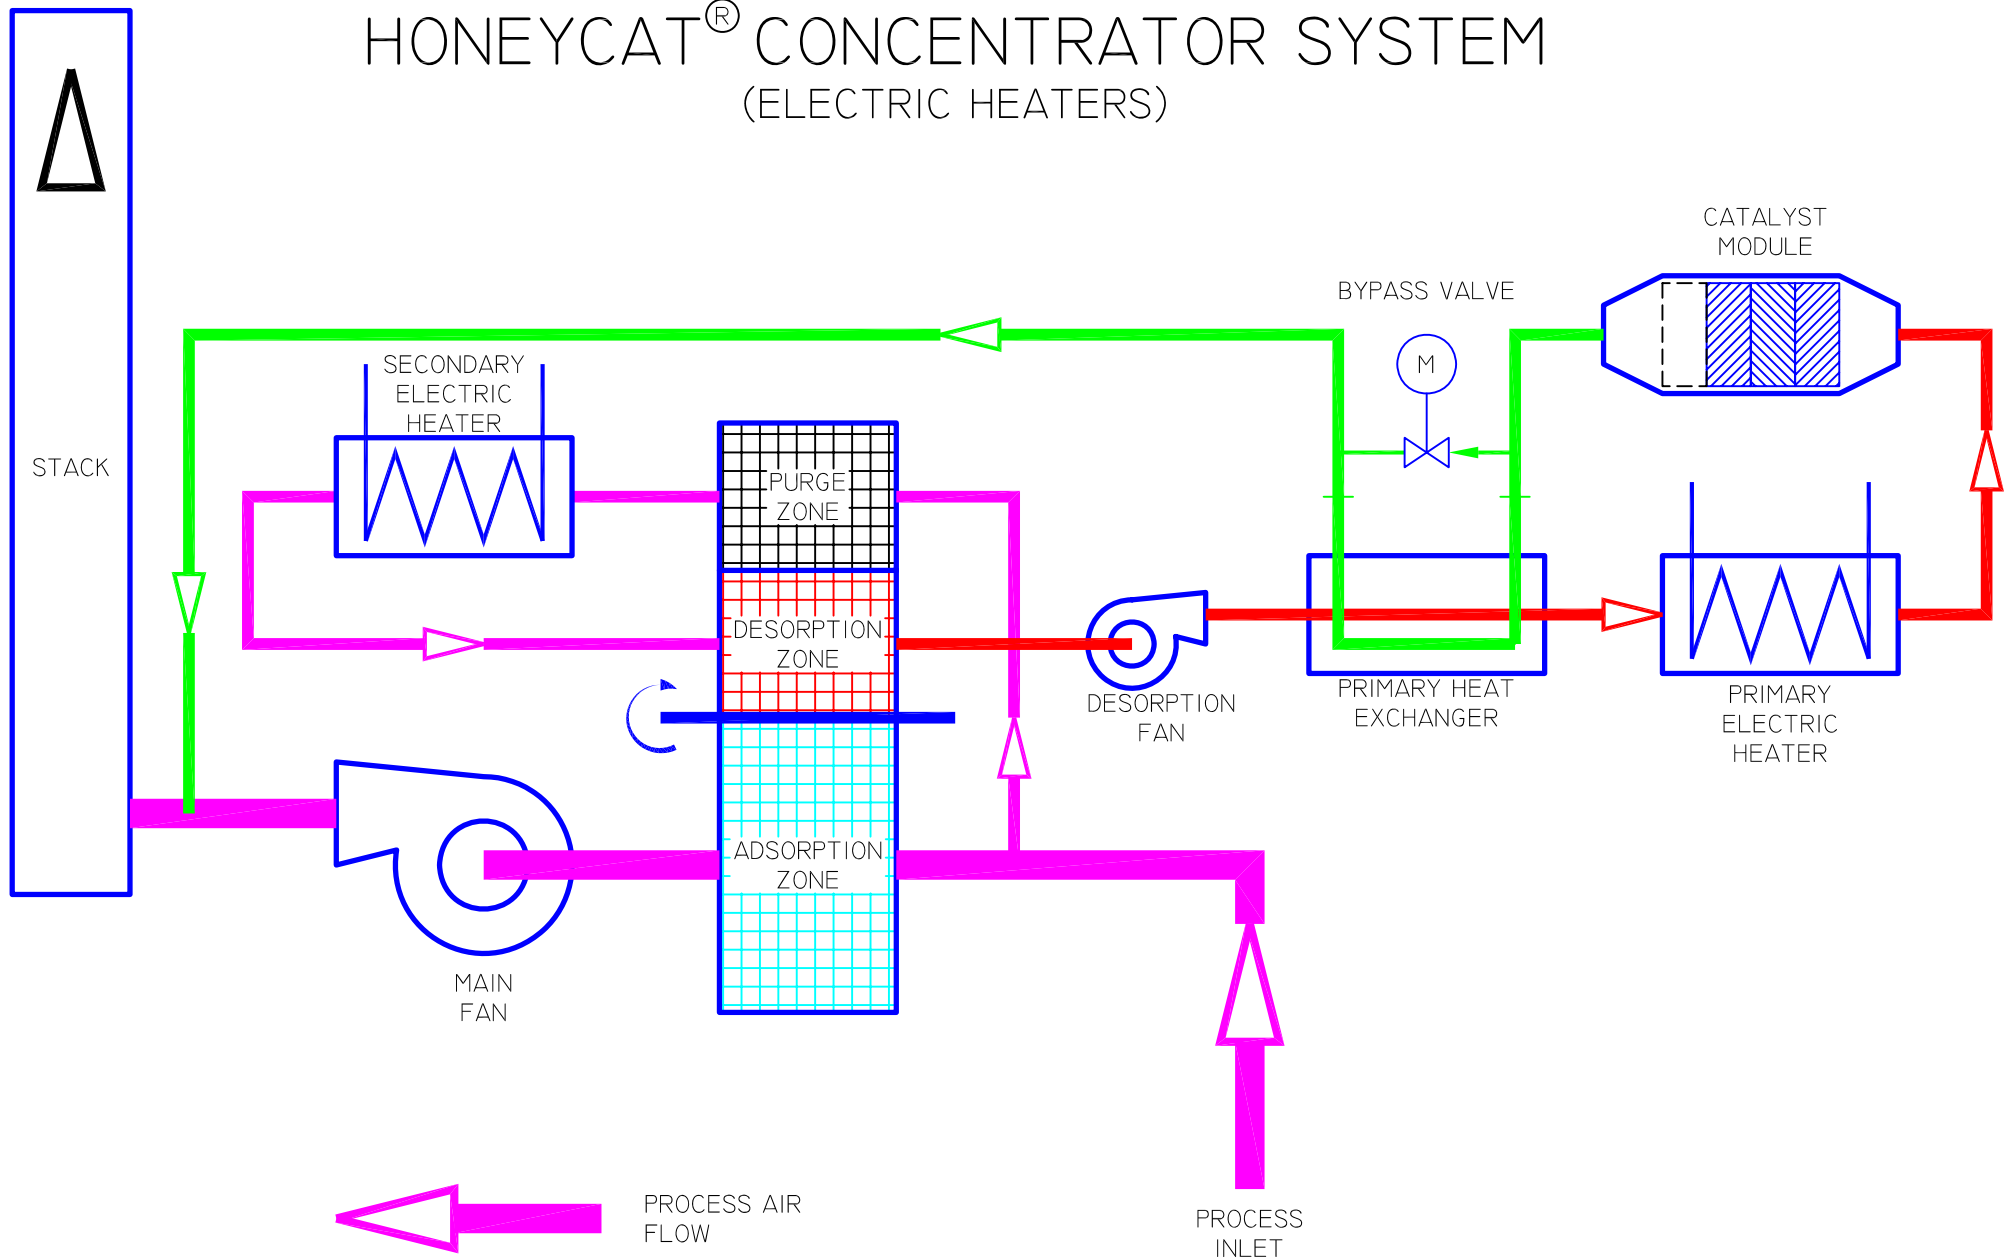 HONEYCAT® CONCENTRATOR SYSTEM
(ELECTRIC HEATERS)
CATALYST
MODULE
BYPASS VALVE
M
SECONDARY
ELECTRIC
HEATER
STACK
PURGE
ZONE
DESORPTION
ZONE
DESORPTION
FAN
PRIMARY HEAT
EXCHANGER
PRIMARY
ELECTRIC
HEATER
ADSORPTION
ZONE
MAIN
FAN
PROCESS AIR
FLOW
PROCESS
INLET